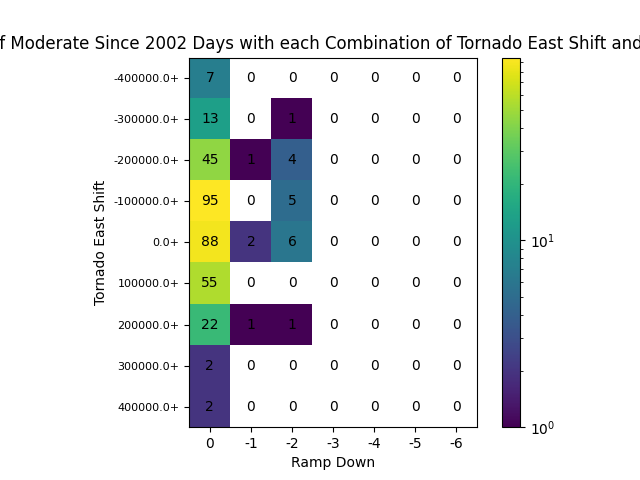 f Moderate Since 2002 Days with each Combination of Tornado East Shift and
Tornado East Shift
-400000.0+ 7 0 0 0 0 0 0
-300000.0+ 13 0 1 0 0 0 0
-200000.0+ 45 1 4 0 0 0 0
-100000.0+ 95 0 5 0 0 0 0
0.0+ 88 2 6 0 0 0 0
100000.0+ 55 0 0 0 0 0 0
200000.0+ 22 1 1 0 0 0 0
300000.0+ 2 0 0 0 0 0 0
400000.0+ 2 0 0 0 0 0 0
0 -1 -2 -3 -4 -5 -6
Ramp Down
10¹
10⁰